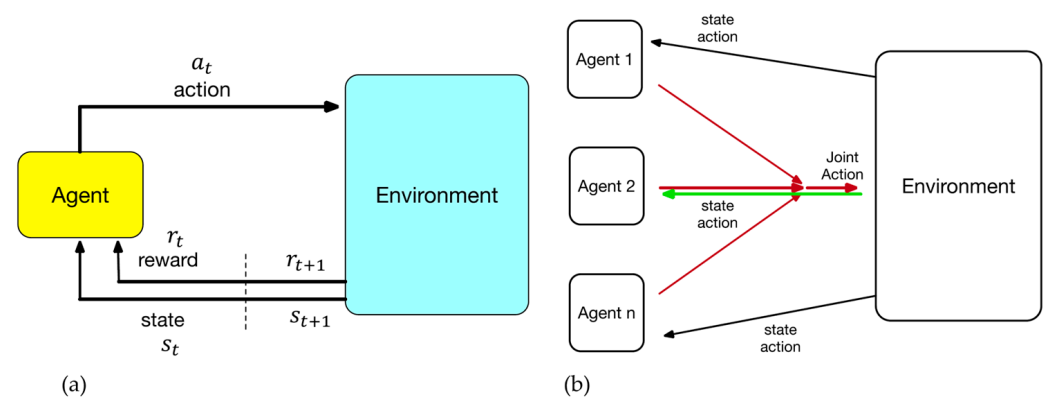 a_t
action
Agent
Environment
r_t
reward
r_{t+1}
state
s_t
s_{t+1}
(a)
state
action
Agent 1
Agent 2
Joint
Action
state
action
Environment
Agent n
state
action
(b)